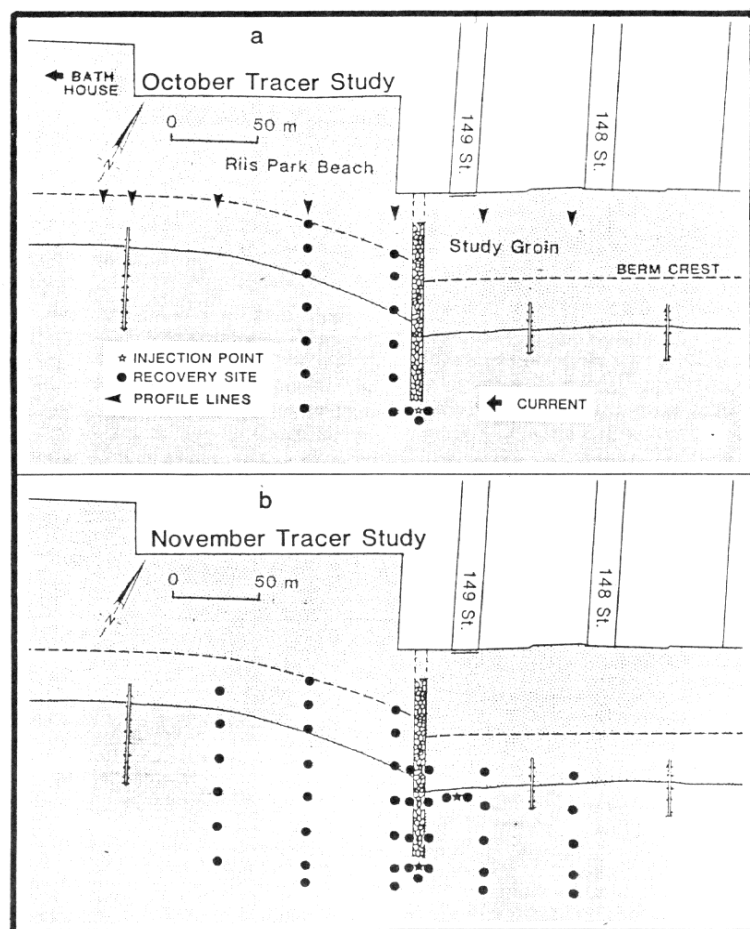 a
BATH
HOUSE
October Tracer Study
0 50 m
N
Riis Park Beach
149 St.
148 St.
Study Groin
BERM CREST
INJECTION POINT
RECOVERY SITE
PROFILE LINES
CURRENT
b
November Tracer Study
0 50 m
N
149 St.
148 St.